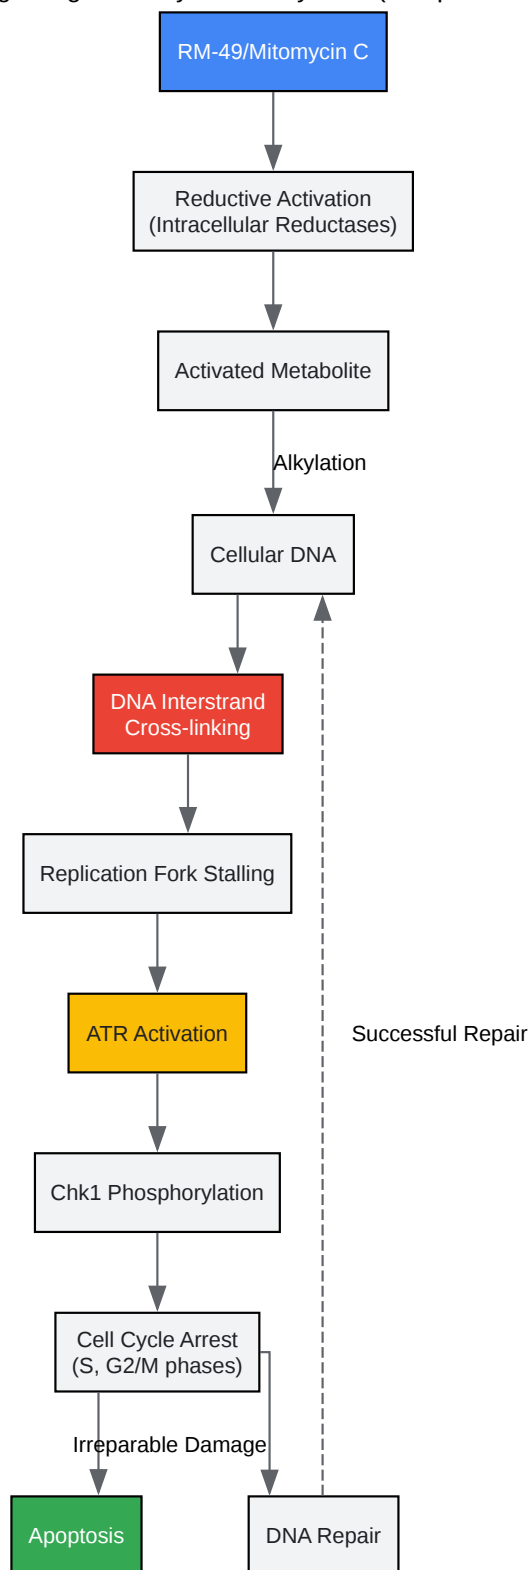 RM-49/Mitomycin C
Reductive Activation
(Intracellular Reductases)
Activated Metabolite
Alkylation
Cellular DNA
DNA Interstrand
Cross-linking
Replication Fork Stalling
ATR Activation
Successful Repair
Chk1 Phosphorylation
Cell Cycle Arrest
(S, G2/M phases)
Irreparable Damage
Apoptosis
DNA Repair